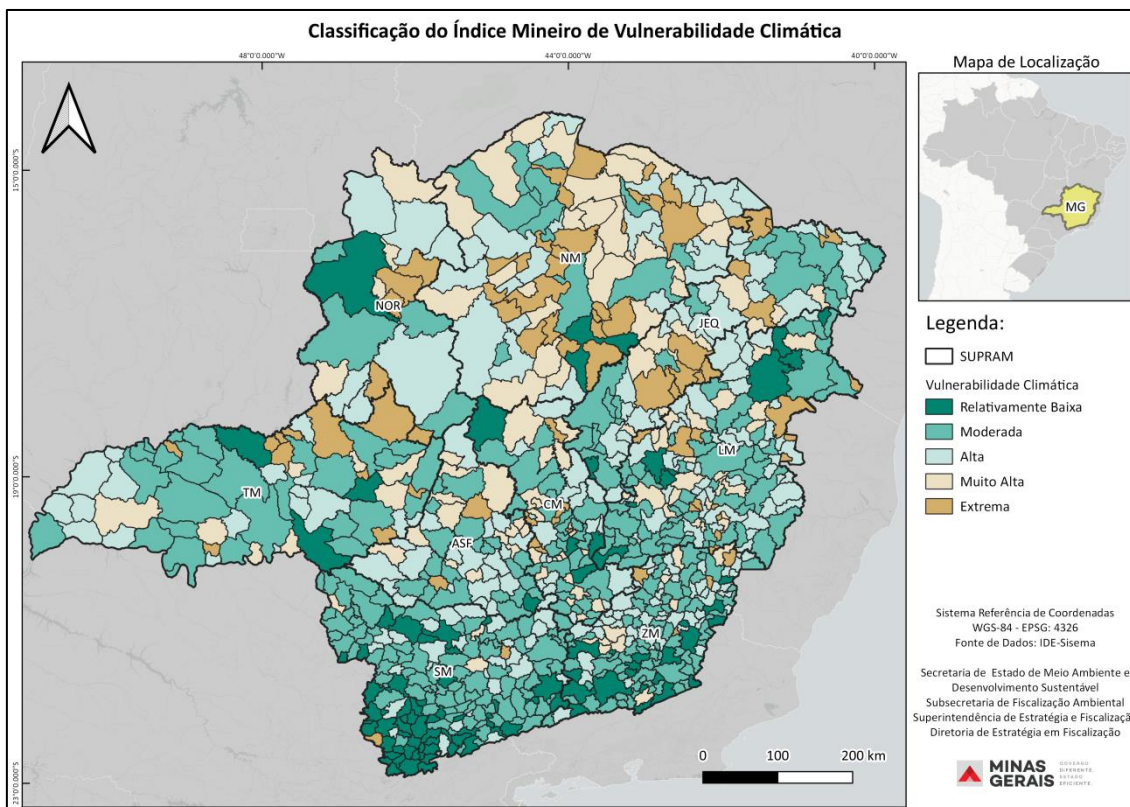 Classificação do Índice Mineiro de Vulnerabilidade Climática
48°0'0.000"W
44°0'0.000"W
40°0'0.000"W
15°0'0.000"S
19°0'0.000"S
23°0'0.000"S
NM
NOR
JEQ
LM
TM
CM
ASF
ZM
SM
0 100 200 km
Mapa de Localização
MG
Legenda:
SUPRAM
Vulnerabilidade Climática
Relativamente Baixa
Moderada
Alta
Muito Alta
Extrema
Sistema Referência de Coordenadas
WGS-84 - EPSG: 4326
Fonte de Dados: IDE-Sisema
Secretaria de Estado de Meio Ambiente e
Desenvolvimento Sustentável
Subsecretaria de Fiscalização Ambiental
Superintendência de Estratégia e Fiscalizaçã
Diretoria de Estratégia em Fiscalização
MINAS
GERAIS
GOVERNO
DIFERENTE.
ESTADO
EFICIENTE.